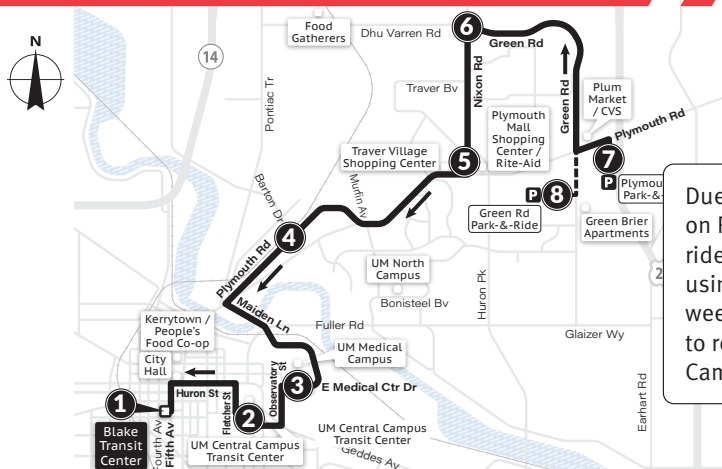 N
14
Food
Gatherers
Dhu Varren Rd
6
Green Rd
Pontiac Tr
Nixon Rd
Traver Bv
Green Rd
Plum
Market
/ CVS
Plymouth Rd
Plymouth
Mall
Shopping
Center /
Rite-Aid
Traver Village
Shopping Center
5
7
P
Park-&
8
P
Green Rd
Park-&-Ride
Green Brier
Apartments
2
Murfin Av
Barton Dr
4
Plymouth Rd
UM North
Campus
Huron Pk
Bonisteel Bv
Maiden Ln
Fuller Rd
Glazier Wy
Earhart Rd
Kerrytown /
People's
Food Co-op
City
Hall
UM Medical
Campus
Observatory
St
3
E Medical Ctr Dr
Huron St
Fletcher St
1
2
Blake
Transit
Center
Fourth Av
Fifth Av
UM Central Campus
Transit Center
UM Central Campus
Transit Center
Geddes Av
Due
on
ride
usin
wee
to re
Cam